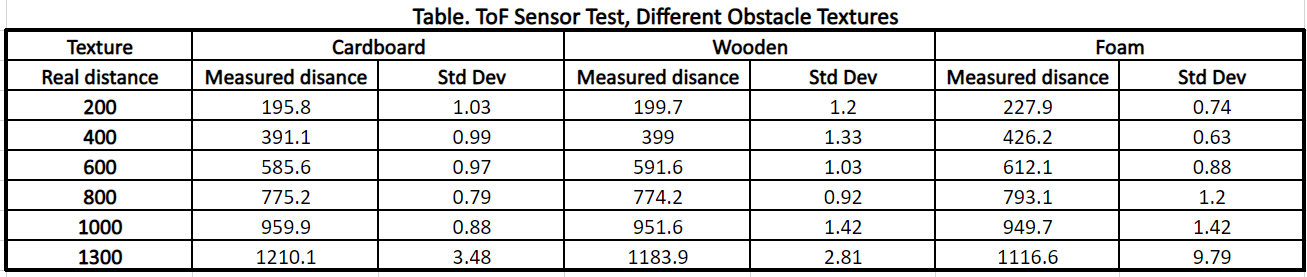 Table. ToF Sensor Test, Different Obstacle Textures
Texture Cardboard Wooden Foam
Real distance Measured disance Std Dev Measured disance Std Dev Measured disance Std Dev
200 195.8 1.03 199.7 1.2 227.9 0.74
400 391.1 0.99 399 1.33 426.2 0.63
600 585.6 0.97 591.6 1.03 612.1 0.88
800 775.2 0.79 774.2 0.92 793.1 1.2
1000 959.9 0.88 951.6 1.42 949.7 1.42
1300 1210.1 3.48 1183.9 2.81 1116.6 9.79